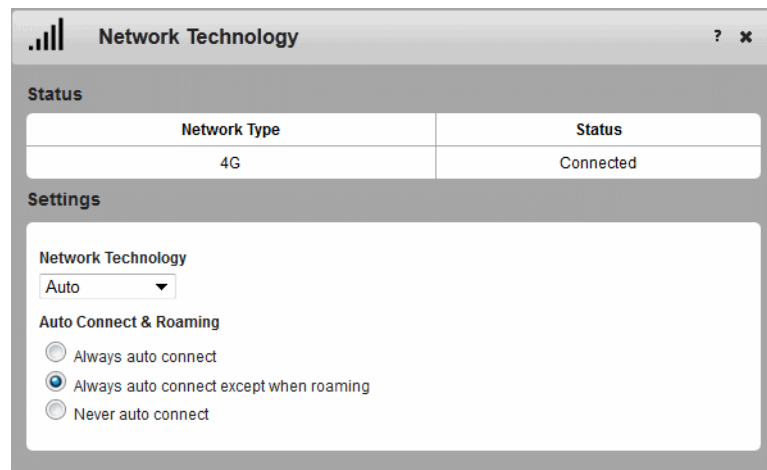 Network Technology ? ×
Status
Network Type Status
4G Connected
Settings
Network Technology
Auto
Auto Connect & Roaming
Always auto connect
Always auto connect except when roaming
Never auto connect